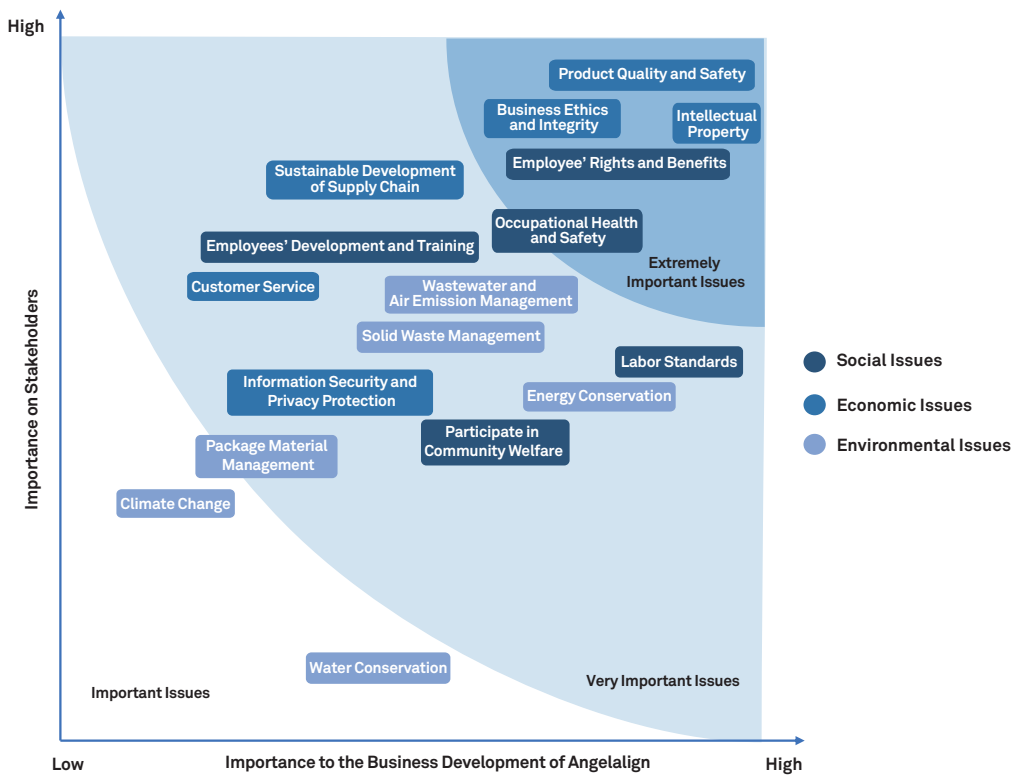 High
Product Quality and Safety
Business Ethics
and Integrity
Intellectual
Property
Employee’ Rights and Benefits
Sustainable Development
of Supply Chain
Occupational Health
and Safety
Employees’ Development and Training
Extremely
Important Issues
Customer Service
Wastewater and
Air Emission Management
Solid Waste Management
Labor Standards
Social Issues
Information Security and
Privacy Protection
Energy Conservation
Economic Issues
Participate in
Community Welfare
Package Material
Management
Environmental Issues
Climate Change
Importance on Stakeholders
Water Conservation
Very Important Issues
Important Issues
Low
Importance to the Business Development of Angelalign
High